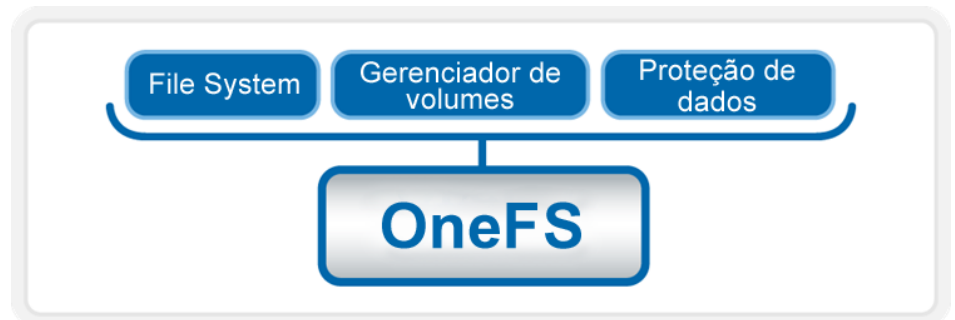 File System
Gerenciador de
volumes
Proteção de
dados
OneFS